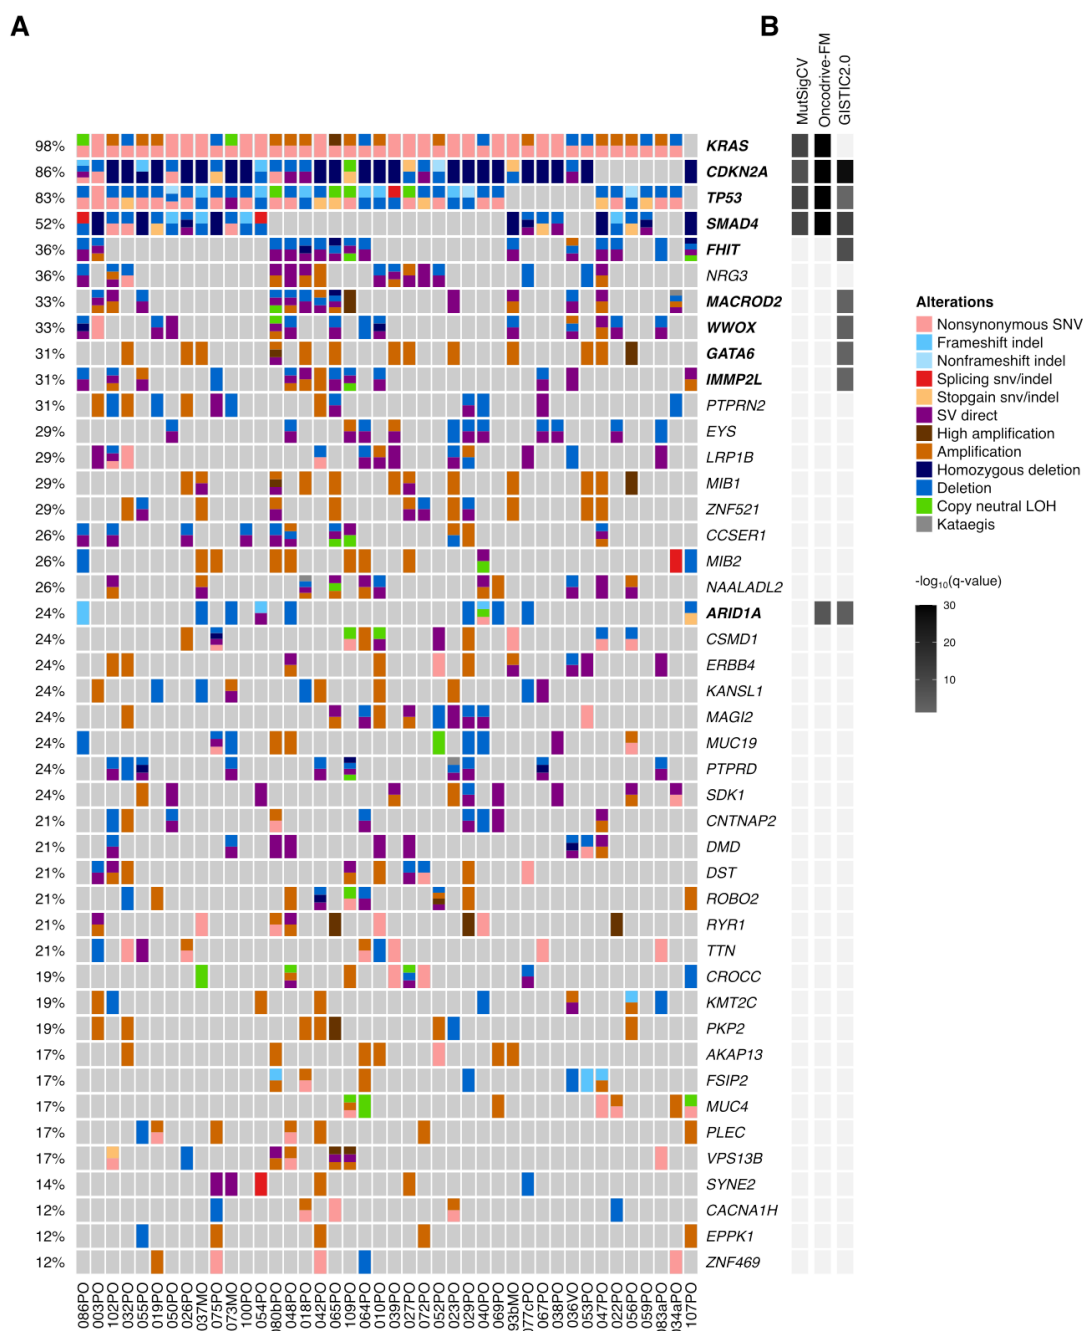 A
B
MutSigCV
Oncodrive-FM
GISTIC2.0
98% KRAS
86% CDKN2A
83% TP53
52% SMAD4
36% FHIT
36% NRG3
33% MACROD2
33% WWOX
31% GATA6
31% IMMP2L
31% PTPRN2
29% EYS
29% LRP1B
29% MIB1
29% ZNF521
26% CCSER1
26% MIB2
26% NAALADL2
24% ARID1A
24% CSMD1
24% ERBB4
24% KANSL1
24% MAGI2
24% MUC19
24% PTPRD
24% SDK1
21% CNTNAP2
21% DMD
21% DST
21% ROBO2
21% RYR1
21% TTN
19% CROCC
19% KMT2C
19% PKP2
17% AKAP13
17% FSIP2
17% MUC4
17% PLEC
17% VPS13B
14% SYNE2
12% CACNA1H
12% EPPK1
12% ZNF469
086PO
003PO
102PO
032PO
055PO
019PO
050PO
026PO
037MO
075PO
073MO
100PO
054PO
080bPO
048PO
018PO
042PO
065PO
109PO
064PO
010PO
039PO
027PO
072PO
052PO
023PO
029PO
040PO
069PO
93bMO
077cPO
067PO
038PO
036VO
053PO
047PO
022PO
056PO
059PO
083aPO
034aPO
107PO
Alterations
Nonsynonymous SNV
Frameshift indel
Nonframeshift indel
Splicing snv/indel
Stopgain snv/indel
SV direct
High amplification
Amplification
Homozygous deletion
Deletion
Copy neutral LOH
Kataegis
-log10(q-value)
30
20
10